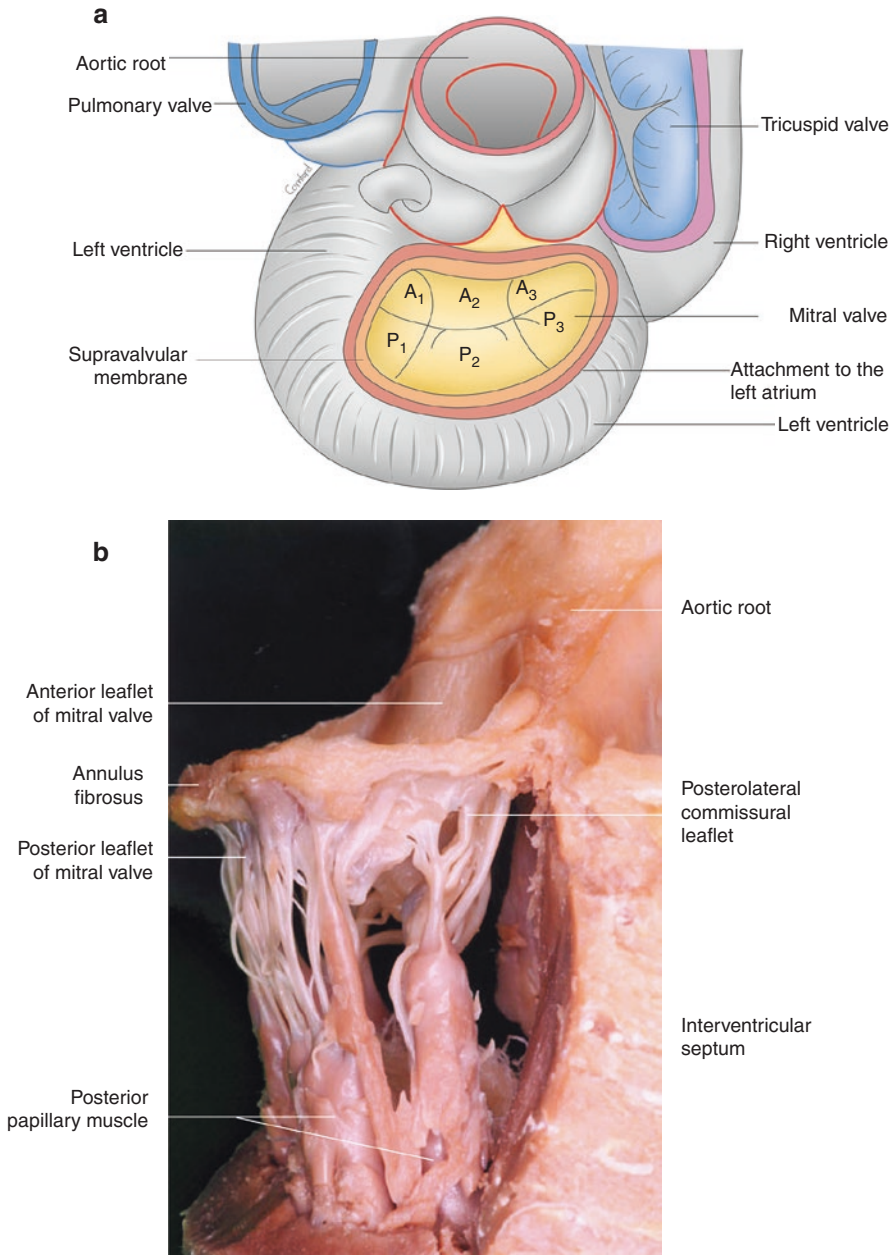 a
Aortic root
Pulmonary valve
Tricuspid valve
Left ventricle
Right ventricle
A1
A2
A3
P1
P2
P3
Mitral valve
Supravalvular
membrane
Attachment to the
left atrium
Left ventricle
b
Aortic root
Anterior leaflet
of mitral valve
Annulus
fibrosus
Posterolateral
commissural
leaflet
Posterior leaflet
of mitral valve
Interventricular
septum
Posterior
papillary muscle